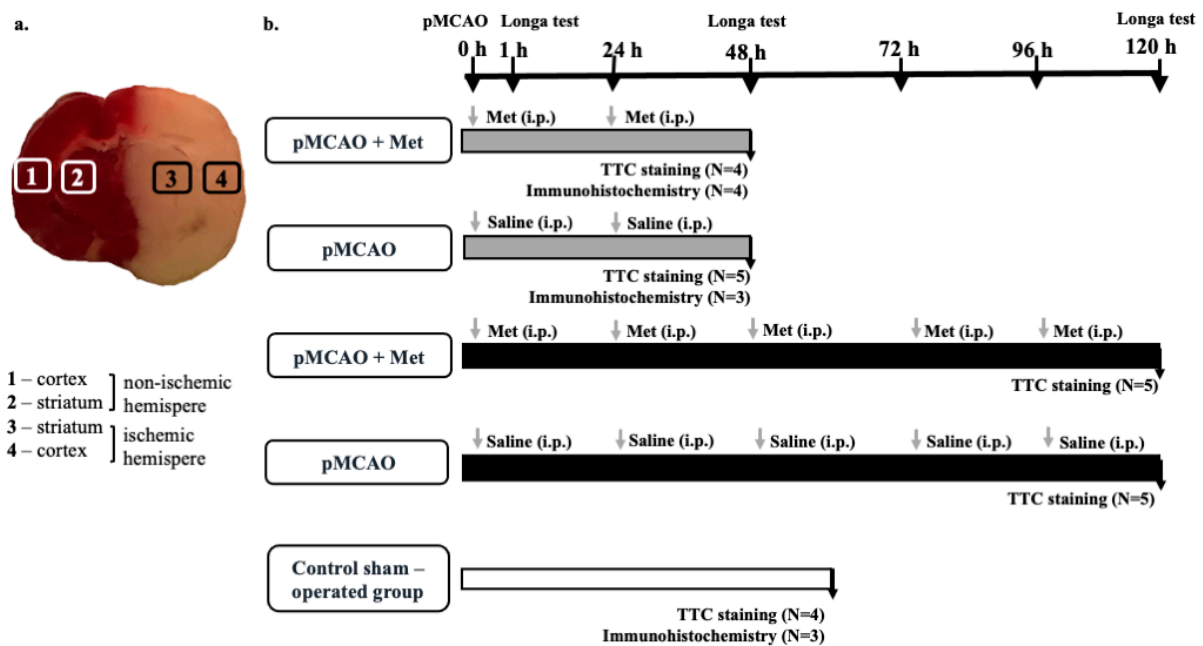 a.
1
2
3
4
1 – cortex
2 – striatum
non-ischemic
hemispere
3 – striatum
4 – cortex
ischemic
hemispere
b.
pMCAO Longa test Longa test Longa test
0 h 1 h 24 h 48 h 72 h 96 h 120 h
pMCAO + Met
Met (i.p.) Met (i.p.)
TTC staining (N=4)
Immunohistochemistry (N=4)
pMCAO
Saline (i.p.) Saline (i.p.)
TTC staining (N=5)
Immunohistochemistry (N=3)
pMCAO + Met
Met (i.p.) Met (i.p.) Met (i.p.) Met (i.p.) Met (i.p.)
TTC staining (N=5)
pMCAO
Saline (i.p.) Saline (i.p.) Saline (i.p.) Saline (i.p.) Saline (i.p.)
TTC staining (N=5)
Control sham –
operated group
TTC staining (N=4)
Immunohistochemistry (N=3)